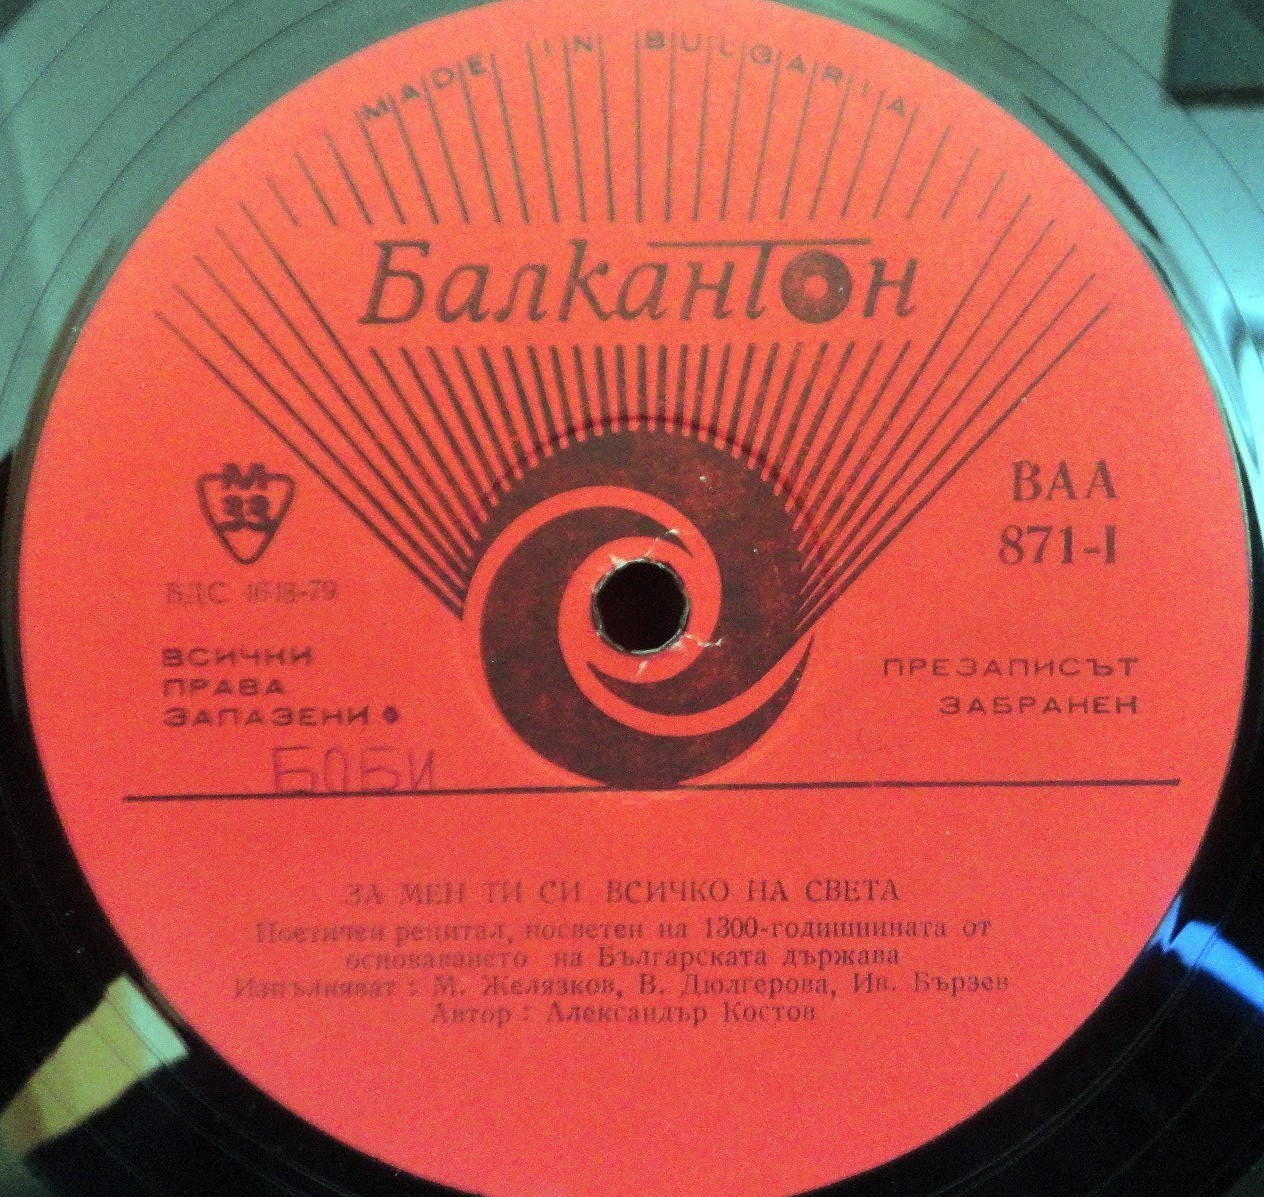 MADE IN BULGARIA
Балкантон
М
33
БДС 1618-79
ВСИЧНИ
ПРАВА
ЗАПАЗЕНИ
БОБИ
ВАА
871-I
ПРЕЗАПИСЪТ
ЗАБРАНЕН
ЗА МЕН ТИ СИ ВСИЧКО НА СВЕТА
Поетичен рецитал, посветен на 1300-годишнината от
основаването на Българската държава
Изпълняват : М. Желязков, В. Дюлгерова, Ив. Бързев
Автор : Александър Костов